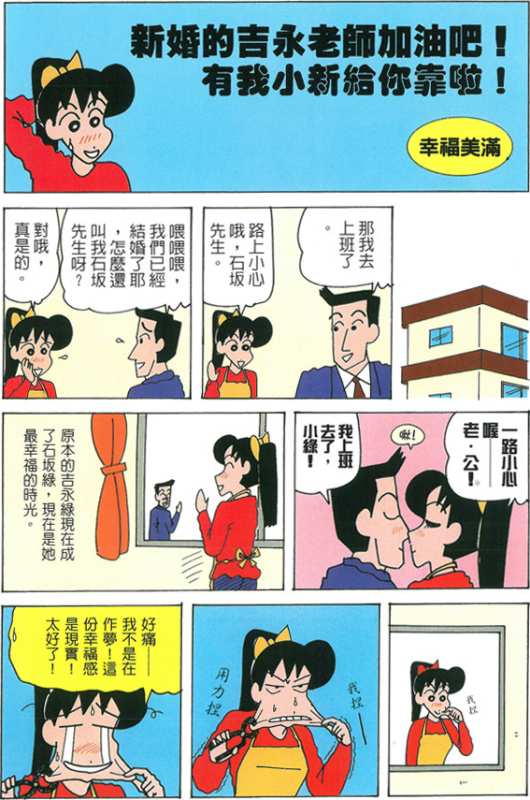 新婚的吉永老師加油吧！
有我小新給你靠啦！
幸福美滿
那我去
上班了
路上小心
哦，石坂
先生。
喂喂喂，
我們已經
結婚了耶
，怎麼還
叫我石坂
先生呀？
對哦，
真是的。
一路小心
喔——
老·公！
啾！
我上班
去了，
小綠！
原本的吉永綠現在成
了石坂綠，現在是她
最幸福的時光。
我捏
我捏——
用力捏
好痛——
我不是在
作夢！這
份幸福感
是現實！
太好了！